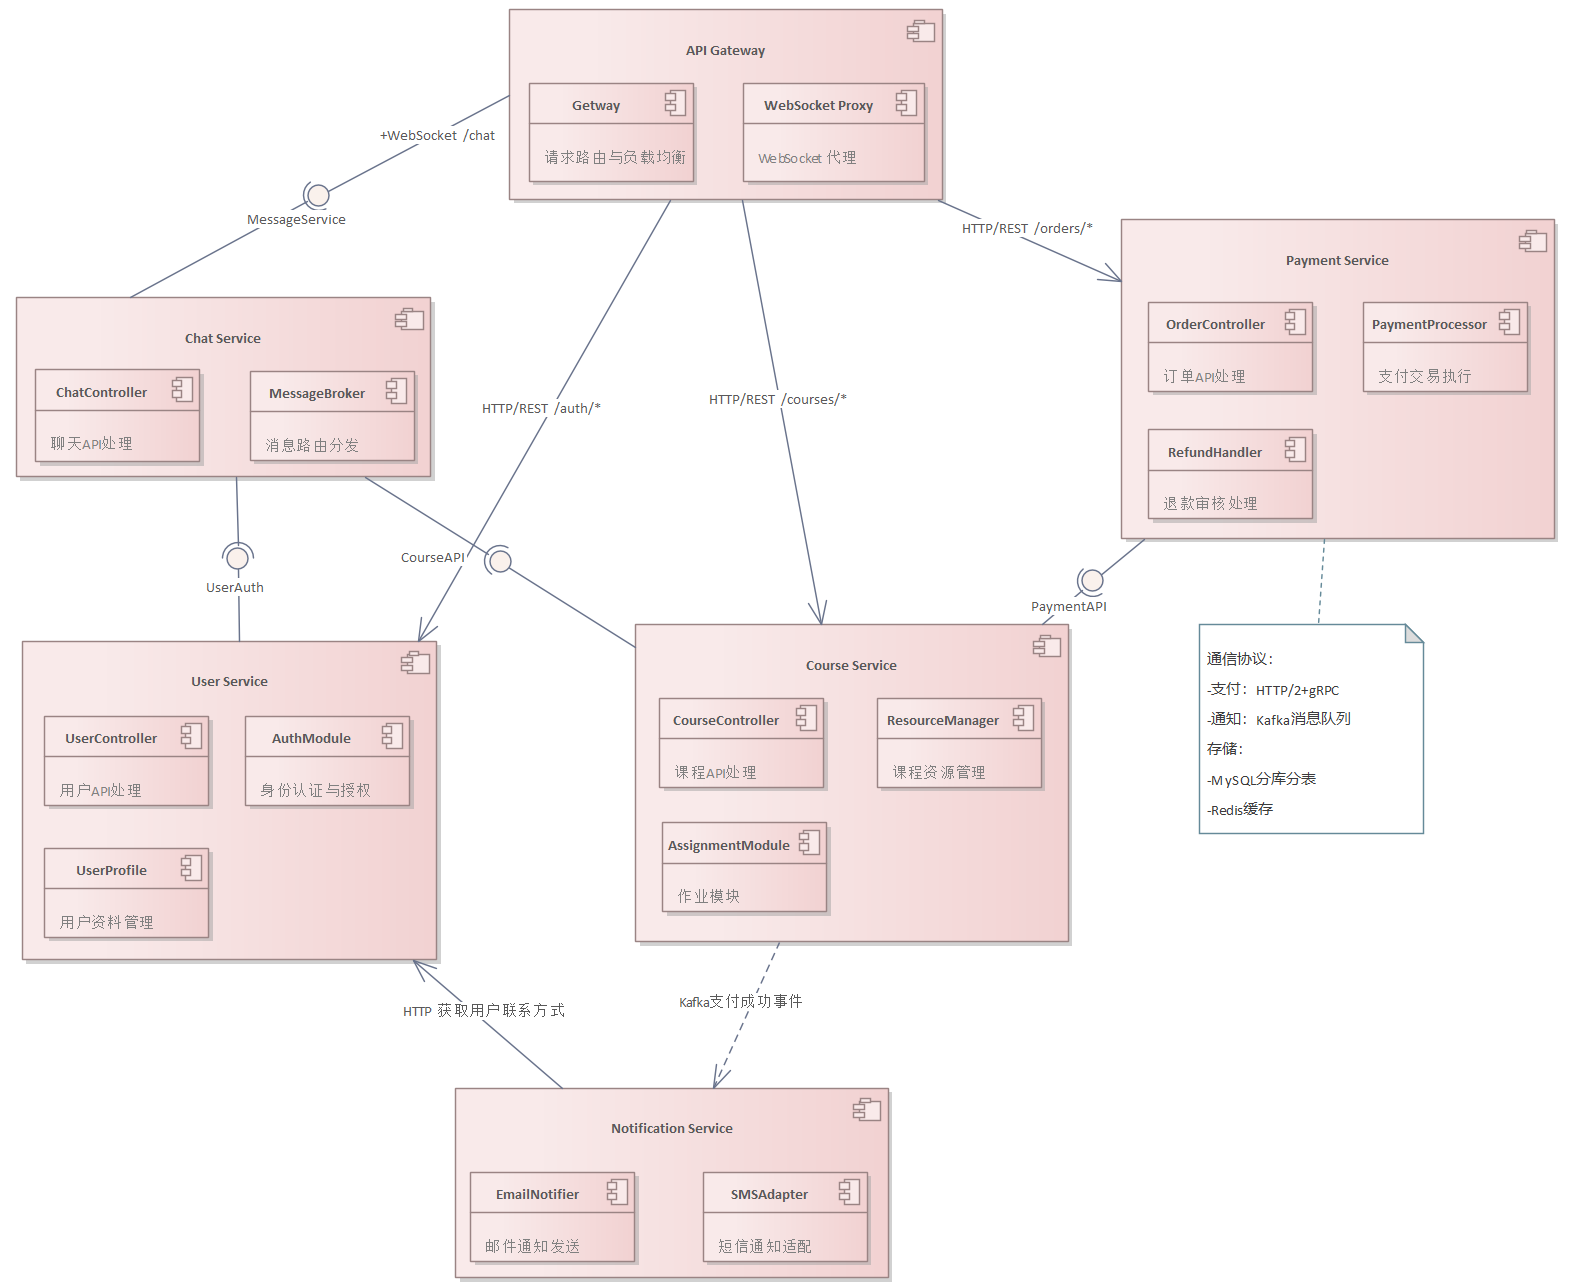 API Gateway
Getway
请求路由与负载均衡
WebSocket Proxy
WebSocket 代理
+WebSocket /chat
MessageService
HTTP/REST /orders/*
Payment Service
OrderController
订单API处理
PaymentProcessor
支付交易执行
RefundHandler
退款审核处理
Chat Service
ChatController
聊天API处理
MessageBroker
消息路由分发
HTTP/REST /auth/*
HTTP/REST /courses/*
CourseAPI
UserAuth
PaymentAPI
User Service
UserController
用户API处理
AuthModule
身份认证与授权
UserProfile
用户资料管理
Course Service
CourseController
课程API处理
ResourceManager
课程资源管理
AssignmentModule
作业模块
通信协议：
-支付：HTTP/2+gRPC
-通知：Kafka消息队列
存储：
-MySQL分库分表
-Redis缓存
HTTP 获取用户联系方式
Kafka支付成功事件
Notification Service
EmailNotifier
邮件通知发送
SMSAdapter
短信通知适配